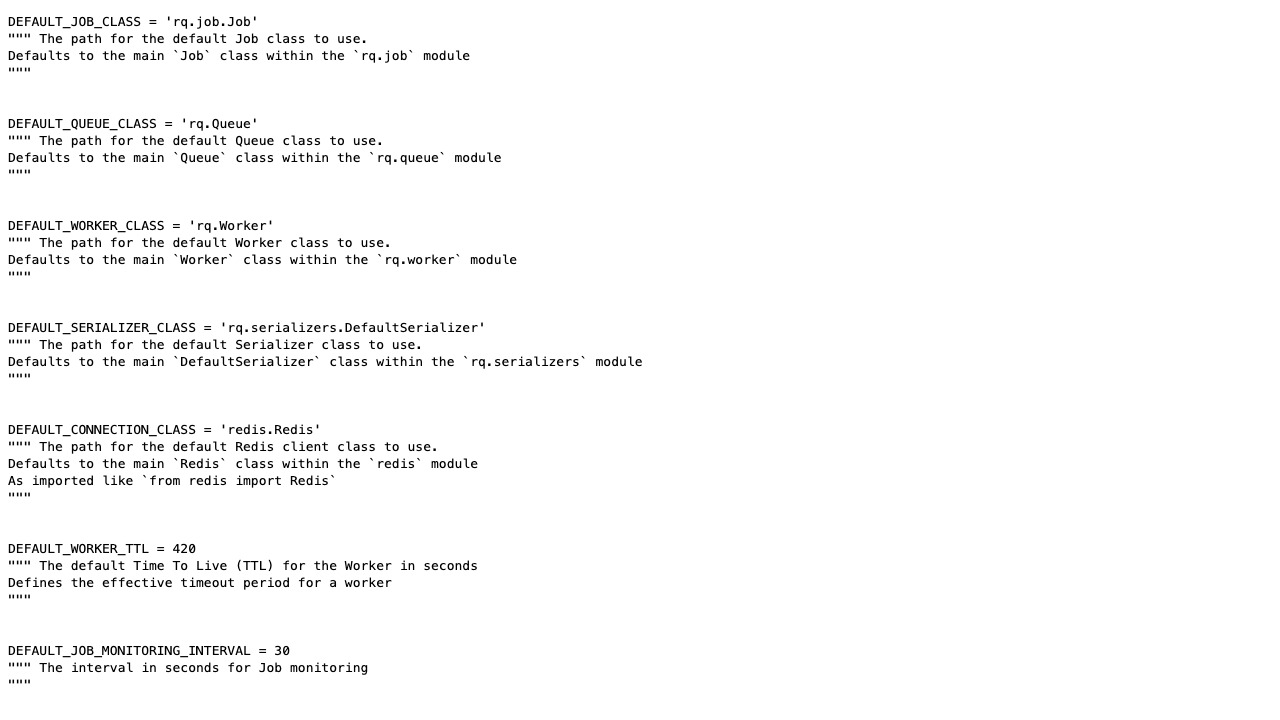 DEFAULT_JOB_CLASS = 'rq.job.Job'
""" The path for the default Job class to use.
Defaults to the main `Job` class within the `rq.job` module
"""
DEFAULT_QUEUE_CLASS = 'rq.Queue'
""" The path for the default Queue class to use.
Defaults to the main `Queue` class within the `rq.queue` module
"""
DEFAULT_WORKER_CLASS = 'rq.Worker'
""" The path for the default Worker class to use.
Defaults to the main `Worker` class within the `rq.worker` module
"""
DEFAULT_SERIALIZER_CLASS = 'rq.serializers.DefaultSerializer'
""" The path for the default Serializer class to use.
Defaults to the main `DefaultSerializer` class within the `rq.serializers` module
"""
DEFAULT_CONNECTION_CLASS = 'redis.Redis'
""" The path for the default Redis client class to use.
Defaults to the main `Redis` class within the `redis` module
As imported like `from redis import Redis`
"""
DEFAULT_WORKER_TTL = 420
""" The default Time To Live (TTL) for the Worker in seconds
Defines the effective timeout period for a worker
"""
DEFAULT_JOB_MONITORING_INTERVAL = 30
""" The interval in seconds for Job monitoring
"""